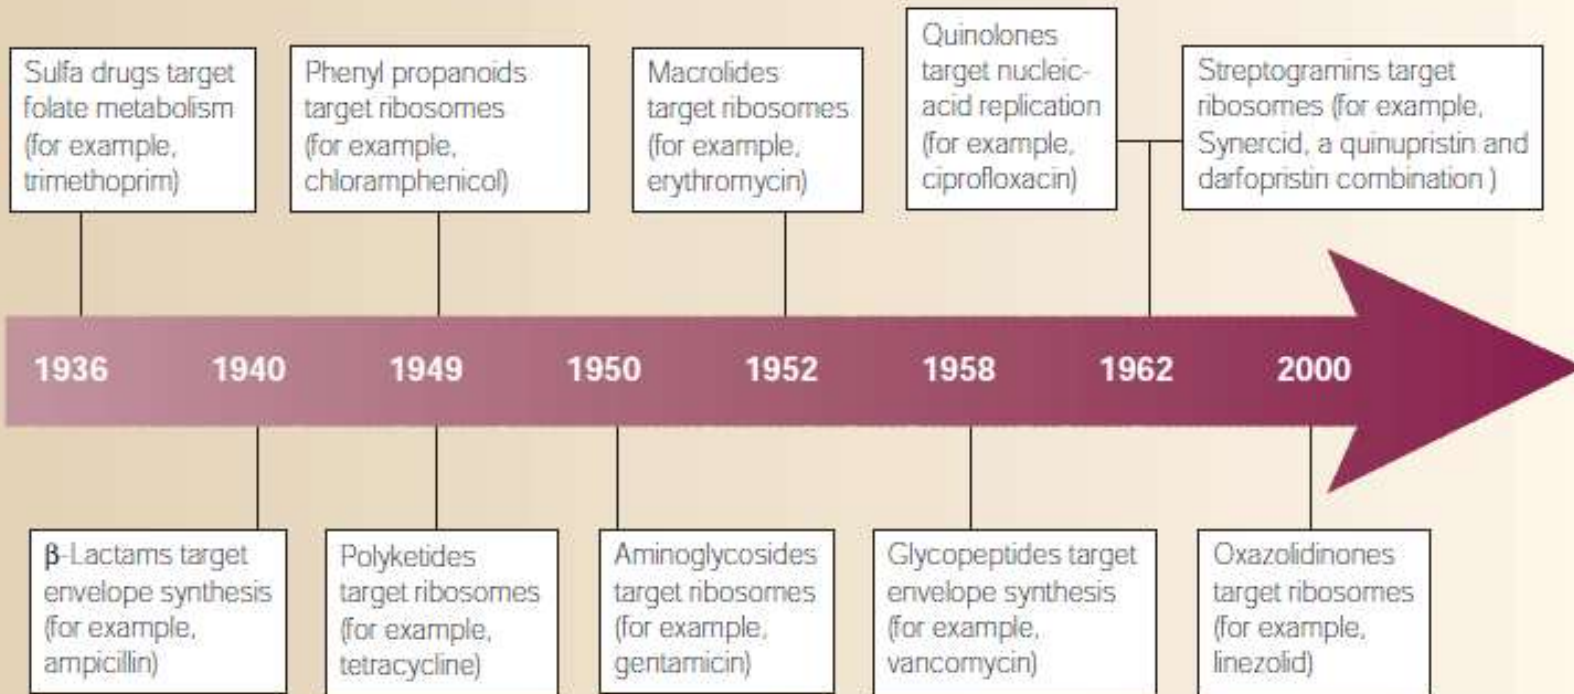 Sulfa drugs target
folate metabolism
(for example,
trimethoprim)
Phenyl propanoids
target ribosomes
(for example,
chloramphenicol)
Macrolides
target ribosomes
(for example,
erythromycin)
Quinolones
target nucleic-
acid replication
(for example,
ciprofloxacin)
Streptogramins target
ribosomes (for example,
Synercid, a quinupristin and
darfopristin combination )
1936 1940 1949 1950 1952 1958 1962 2000
β-Lactams target
envelope synthesis
(for example,
ampicillin)
Polyketides
target ribosomes
(for example,
tetracycline)
Aminoglycosides
target ribosomes
(for example,
gentamicin)
Glycopeptides target
envelope synthesis
(for example,
vancomycin)
Oxazolidinones
target ribosomes
(for example,
linezolid)